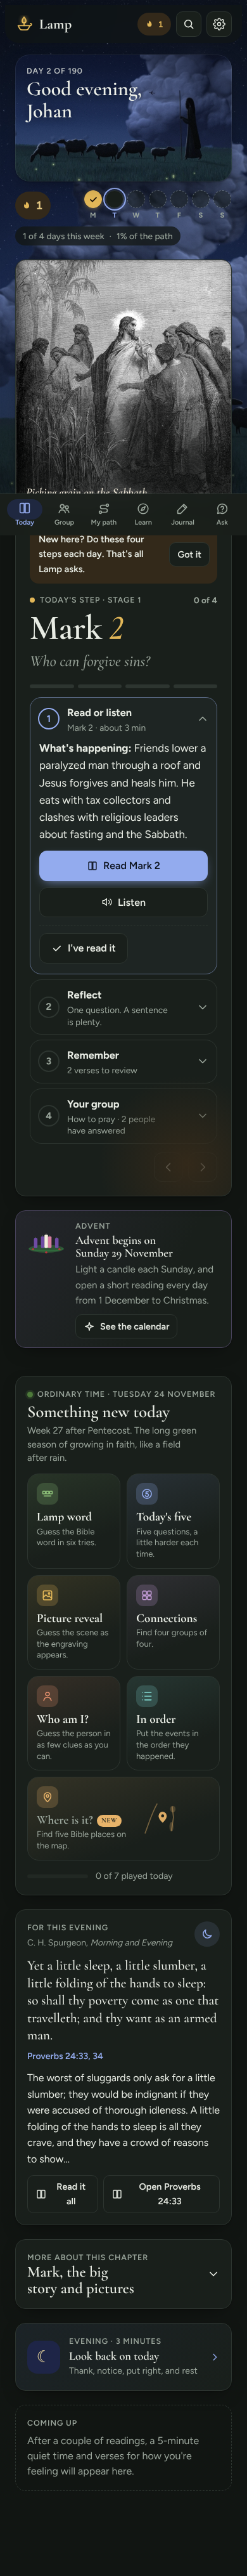 Lamp
1
DAY 2 OF 190
Good evening,
Johan
1
M T W T F S S
1 of 4 days this week · 1% of the path
Picking grain on the Sabbath
Today Group My path Learn Journal Ask
New here? Do these four
steps each day. That's all
Lamp asks.
Got it
TODAY'S STEP · STAGE 1
0 of 4
Mark 2
Who can forgive sins?
1
Read or listen
Mark 2 · about 3 min
What's happening: Friends lower a
paralyzed man through a roof and
Jesus forgives and heals him. He
eats with tax collectors and
clashes with religious leaders
about fasting and the Sabbath.
Read Mark 2
Listen
I've read it
2
Reflect
One question. A sentence
is plenty.
3
Remember
2 verses to review
4
Your group
How to pray · 2 people
have answered
ADVENT
Advent begins on
Sunday 29 November
Light a candle each Sunday, and
open a short reading every day
from 1 December to Christmas.
See the calendar
ORDINARY TIME · TUESDAY 24 NOVEMBER
Something new today
Week 27 after Pentecost. The long green
season of growing in faith, like a field
after rain.
Lamp word
Guess the Bible
word in six tries.
Today's five
Five questions, a
little harder each
time.
Picture reveal
Guess the scene as
the engraving
appears.
Connections
Find four groups of
four.
Who am I?
Guess the person in
as few clues as you
can.
In order
Put the events in
the order they
happened.
Where is it? NEW
Find five Bible places on
the map.
0 of 7 played today
FOR THIS EVENING
C. H. Spurgeon, Morning and Evening
Yet a little sleep, a little slumber, a
little folding of the hands to sleep:
so shall thy poverty come as one that
travelleth; and thy want as an armed
man.
Proverbs 24:33, 34
The worst of sluggards only ask for a little
slumber; they would be indignant if they
were accused of thorough idleness. A little
folding of the hands to sleep is all they
crave, and they have a crowd of reasons
to show…
Read it
all
Open Proverbs
24:33
MORE ABOUT THIS CHAPTER
Mark, the big
story and pictures
EVENING · 3 MINUTES
Look back on today
Thank, notice, put right, and rest
COMING UP
After a couple of readings, a 5-minute
quiet time and verses for how you're
feeling will appear here.